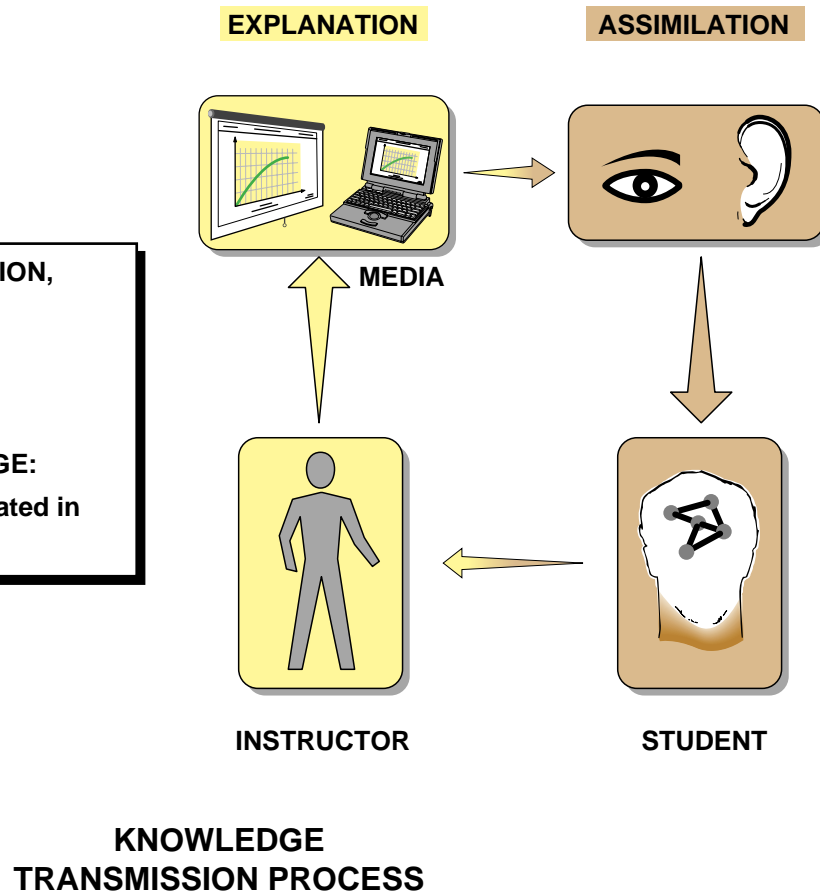 EXPLANATION
ASSIMILATION
MEDIA
ION,
GE:
ated in
INSTRUCTOR
STUDENT
KNOWLEDGE
TRANSMISSION PROCESS